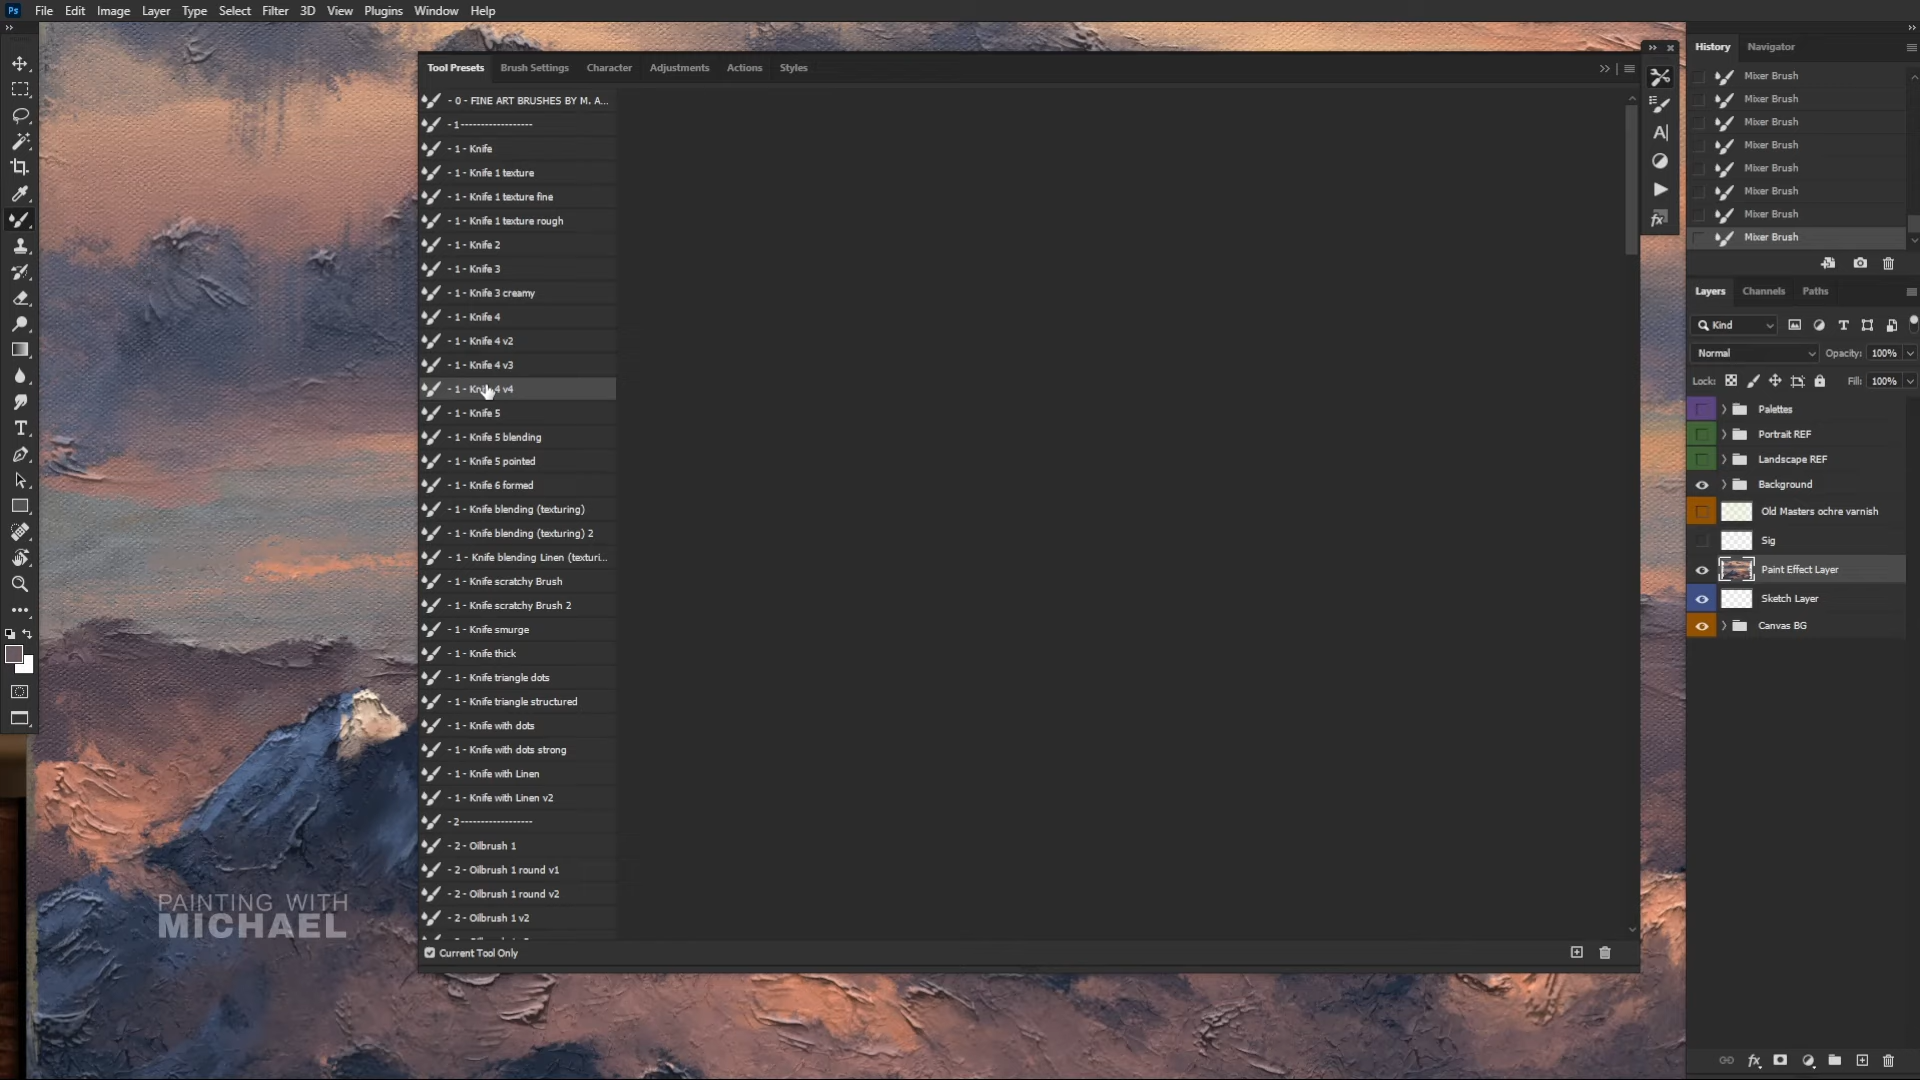 Ps File Edit Image Layer Type Select Filter 3D View Plugins Window Help
Tool Presets Brush Settings Character Adjustments Actions Styles
- 0 - FINE ART BRUSHES BY M. A...
- 1------------------
- 1 - Knife
- 1 - Knife 1 texture
- 1 - Knife 1 texture fine
- 1 - Knife 1 texture rough
- 1 - Knife 2
- 1 - Knife 3
- 1 - Knife 3 creamy
- 1 - Knife 4
- 1 - Knife 4 v2
- 1 - Knife 4 v3
- 1 - Knife 4 v4
- 1 - Knife 5
- 1 - Knife 5 blending
- 1 - Knife 5 pointed
- 1 - Knife 6 formed
- 1 - Knife blending (texturing)
- 1 - Knife blending (texturing) 2
- 1 - Knife blending Linen (texturi...
- 1 - Knife scratchy Brush
- 1 - Knife scratchy Brush 2
- 1 - Knife smurge
- 1 - Knife thick
- 1 - Knife triangle dots
- 1 - Knife triangle structured
- 1 - Knife with dots
- 1 - Knife with dots strong
- 1 - Knife with Linen
- 1 - Knife with Linen v2
- 2------------------
- 2 - Oilbrush 1
- 2 - Oilbrush 1 round v1
- 2 - Oilbrush 1 round v2
- 2 - Oilbrush 1 v2
Current Tool Only
History Navigator
Mixer Brush
Mixer Brush
Mixer Brush
Mixer Brush
Mixer Brush
Mixer Brush
Mixer Brush
Mixer Brush
Layers Channels Paths
Kind
Normal Opacity: 100%
Lock: Fill: 100%
Palettes
Portrait REF
Landscape REF
Background
Old Masters ochre varnish
Sig
Paint Effect Layer
Sketch Layer
Canvas BG
PAINTING WITH
MICHAEL